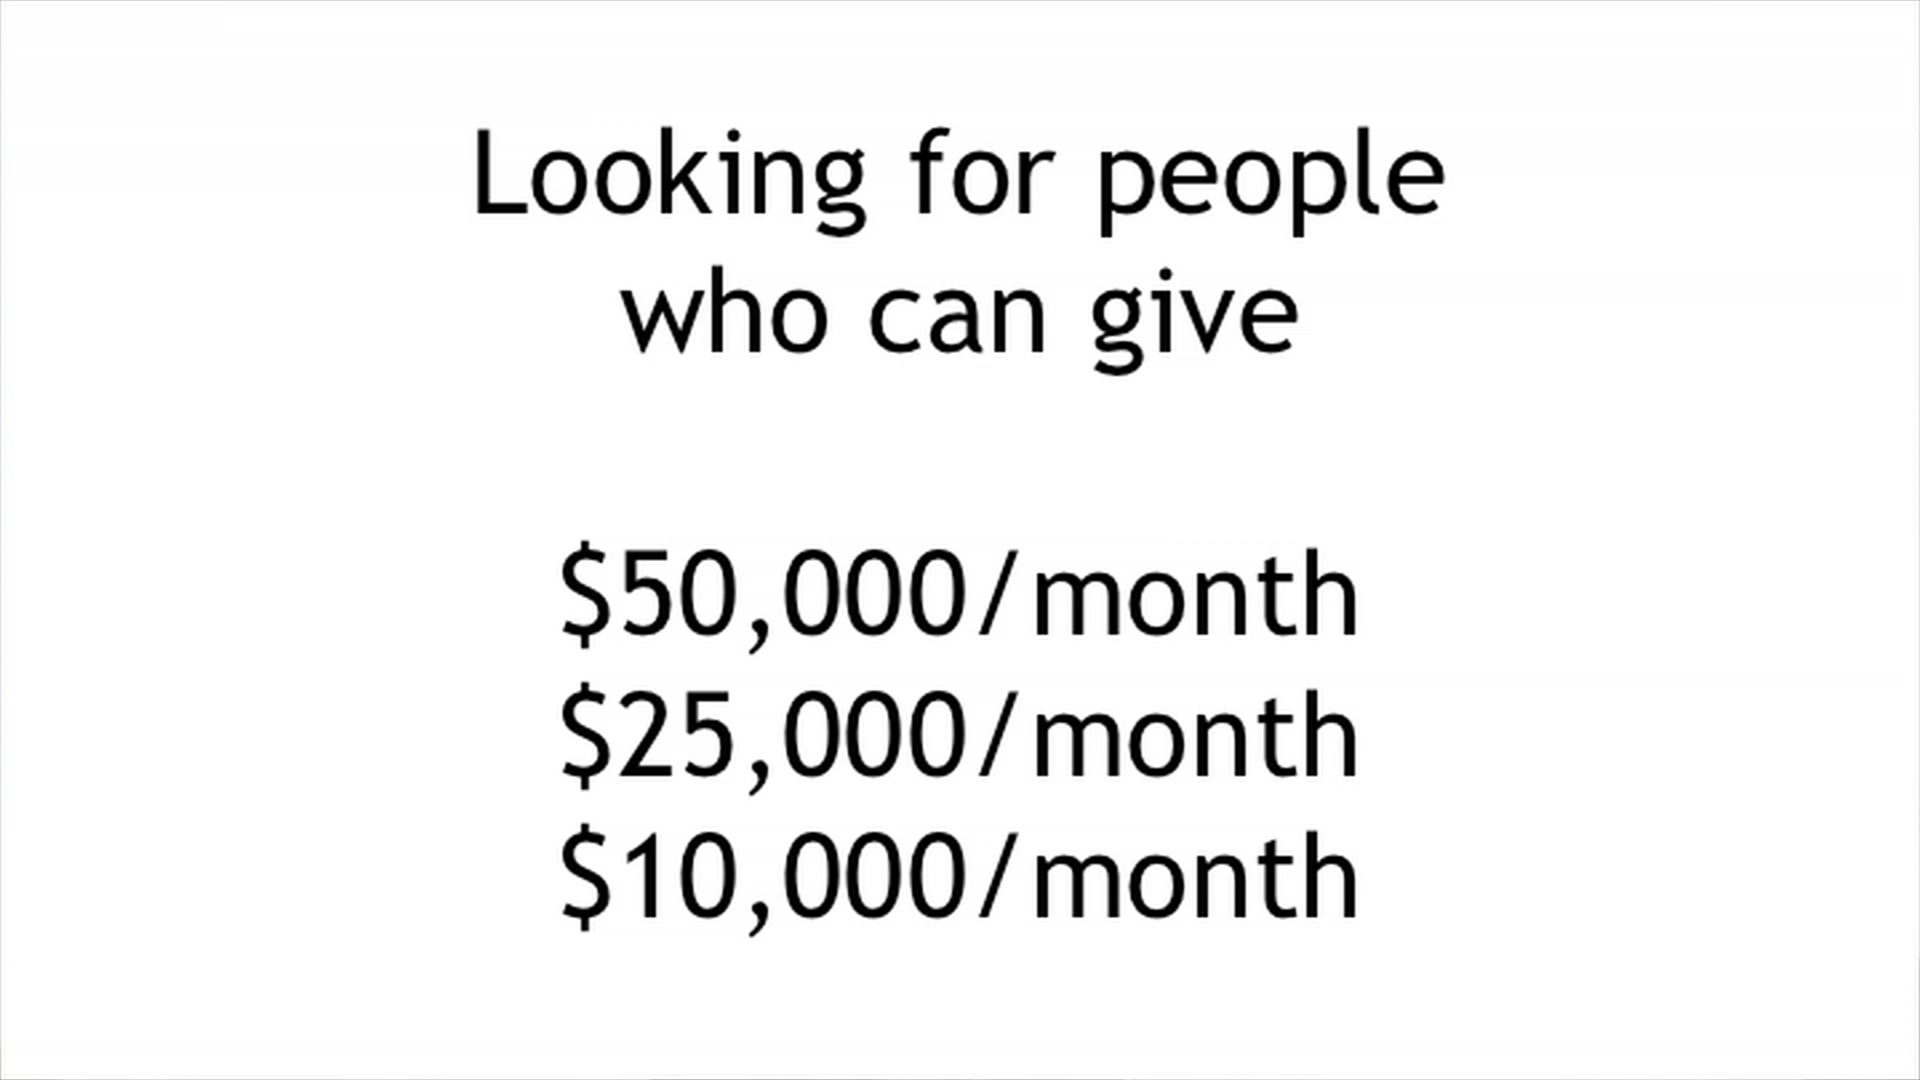 Looking for people
who can give
$50,000/month
$25,000/month
$10,000/month